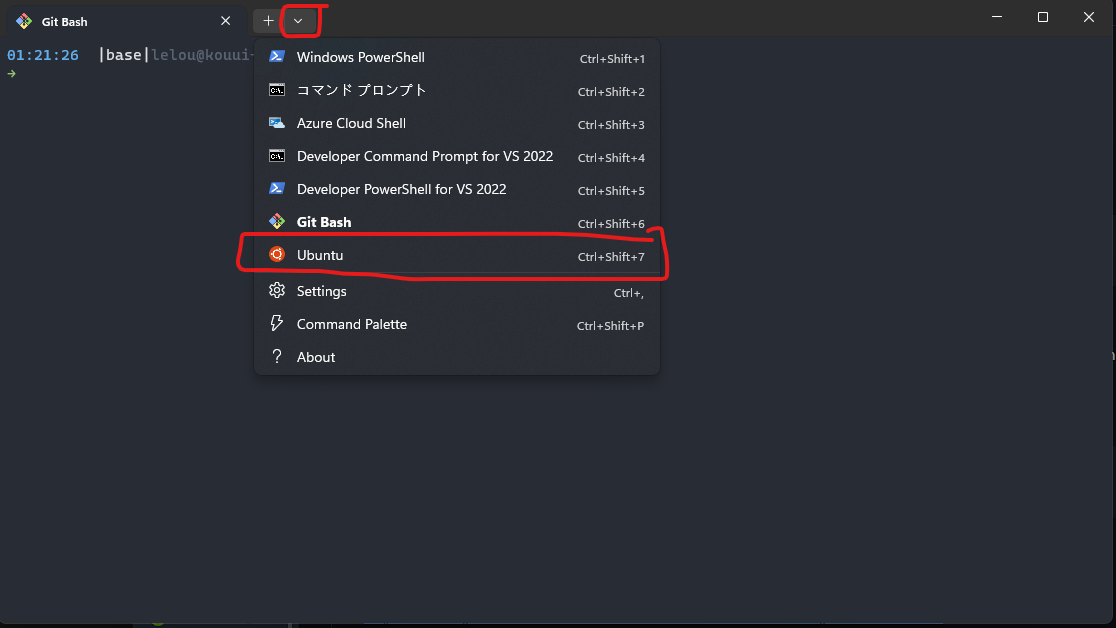 Git Bash
01:21:26 |base|lelou@kouui-
Windows PowerShell Ctrl+Shift+1
コマンド プロンプト Ctrl+Shift+2
Azure Cloud Shell Ctrl+Shift+3
Developer Command Prompt for VS 2022 Ctrl+Shift+4
Developer PowerShell for VS 2022 Ctrl+Shift+5
Git Bash Ctrl+Shift+6
Ubuntu Ctrl+Shift+7
Settings Ctrl+,
Command Palette Ctrl+Shift+P
About